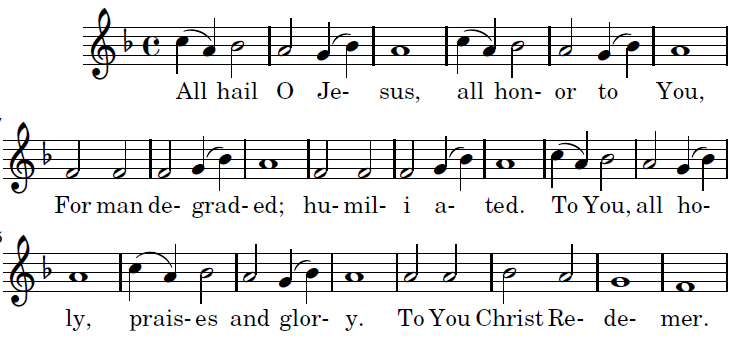 All hail O Je- sus, all hon- or to You,
For man de- grad- ed; hu- mil- i a- ted. To You, all ho-
ly, prais- es and glor- y. To You Christ Re- de- mer.